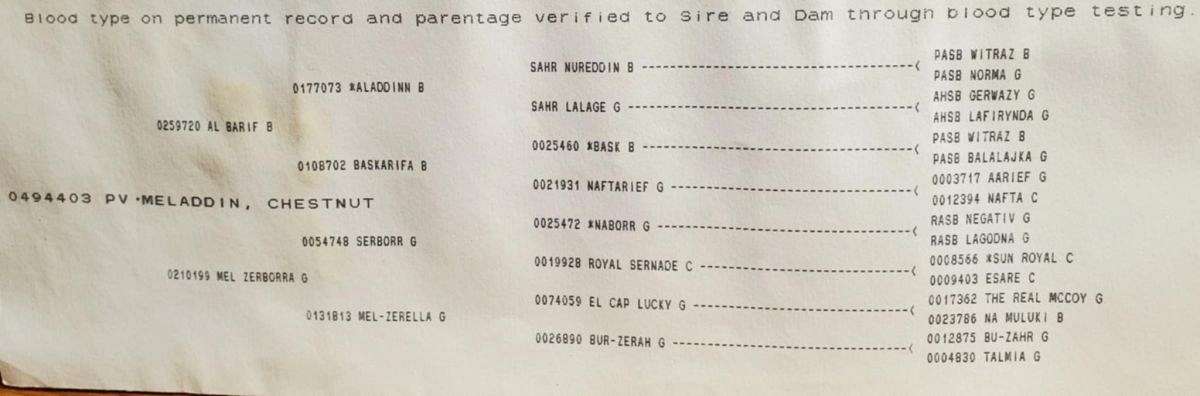 Blood type on permanent record and parentage verified to Sire and Dam through blood type testing.
PASB WITRAZ B
SAHR NUREDDIN B ---------------------------------(
PASB NORMA G
0177073 *ALADDINN B
AHSB GERWAZY G
SAHR LALAGE G -----------------------------------(
AHSB LAFIRYNDA G
0259720 AL BARIF B
PASB WITRAZ B
0025460 *BASK B ---------------------------------(
PASB BALALAJKA G
0108702 BASKARIFA B
0003717 AARIEF G
0021931 NAFTARIEF G -----------------------------(
0012394 NAFTA C
0494403 PV *MELADDIN, CHESTNUT
RASB NEGATIV G
0025472 *NABORR G -------------------------------(
RASB LAGODNA G
0054748 SERBORR G
0008566 *SUN ROYAL C
0019928 ROYAL SERNADE C -------------------------(
0009403 ESARE C
0210199 MEL ZERBORRA G
0017362 THE REAL MCCOY G
0074059 EL CAP LUCKY G --------------------------(
0023786 NA MULUKI B
0131813 MEL-ZERELLA G
0012875 BU-ZAHR G
0026890 BUR-ZERAH G -----------------------------(
0004830 TALMIA G